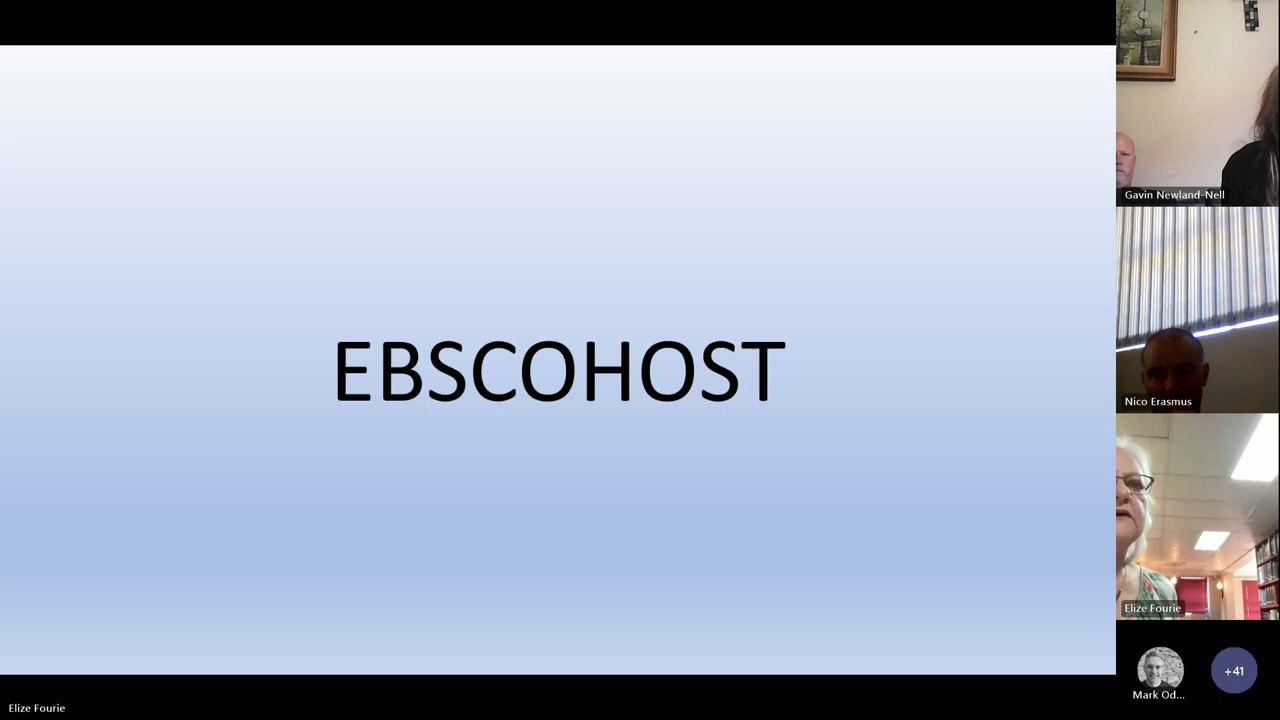 EBSCOHOST
Gavin Newland-Nell
Nico Erasmus
Elize Fourie
Mark Od...
+41
Elize Fourie